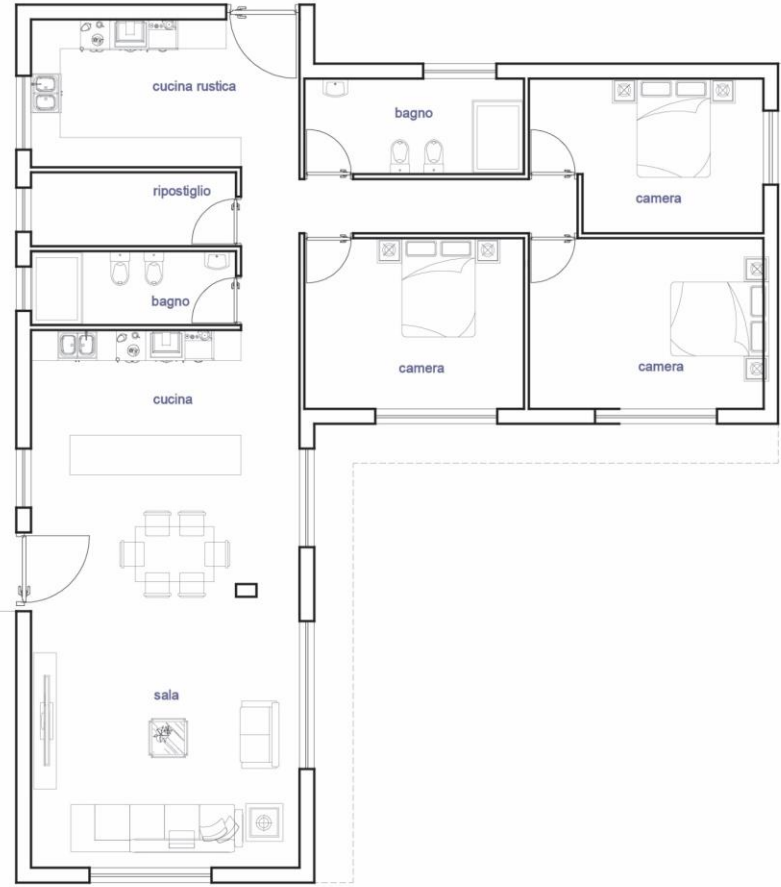 cucina rustica
bagno
ripostiglio
camera
bagno
camera
camera
cucina
sala